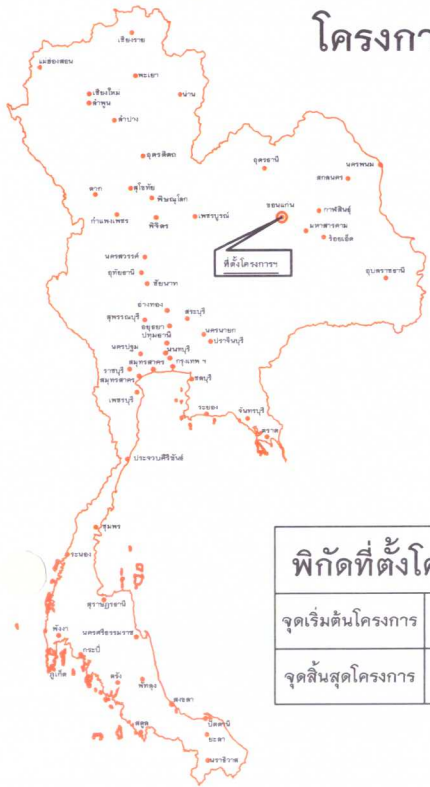 โครงกา
เชียงราย
แม่ฮ่องสอน
พะเยา
เชียงใหม่
น่าน
ลำพูน
ลำปาง
อุตรดิตถ์
อุดรธานี
นครพนม
สกลนคร
ตาก
สุโขทัย
พิษณุโลก
ขอนแก่น
กาฬสินธุ์
กำแพงเพชร
พิจิตร
เพชรบูรณ์
มหาสารคาม
ร้อยเอ็ด
นครสวรรค์
ที่ตั้งโครงการฯ
อุทัยธานี
ชัยนาท
อุบลราชธานี
อ่างทอง
สระบุรี
สุพรรณบุรี
อยุธยา
นครนายก
ปทุมธานี
ปราจีนบุรี
นครปฐม
นนทบุรี
สมุทรสาคร
กรุงเทพ ฯ
ราชบุรี
สมุทรสาคร
ชลบุรี
เพชรบุรี
ระยอง
จันทบุรี
ตราด
ประจวบคีรีขันธ์
ชุมพร
ระนอง
พิกัดที่ตั้งโค
สุราษฎรธานี
จุดเริ่มต้นโครงการ
พังงา
นครศรีธรรมราช
กระบี่
จุดสิ้นสุดโครงการ
ภูเก็ต
ตรัง
พัทลุง
สงขลา
สตูล
ปัตตานี
ยะลา
นราธิวาส